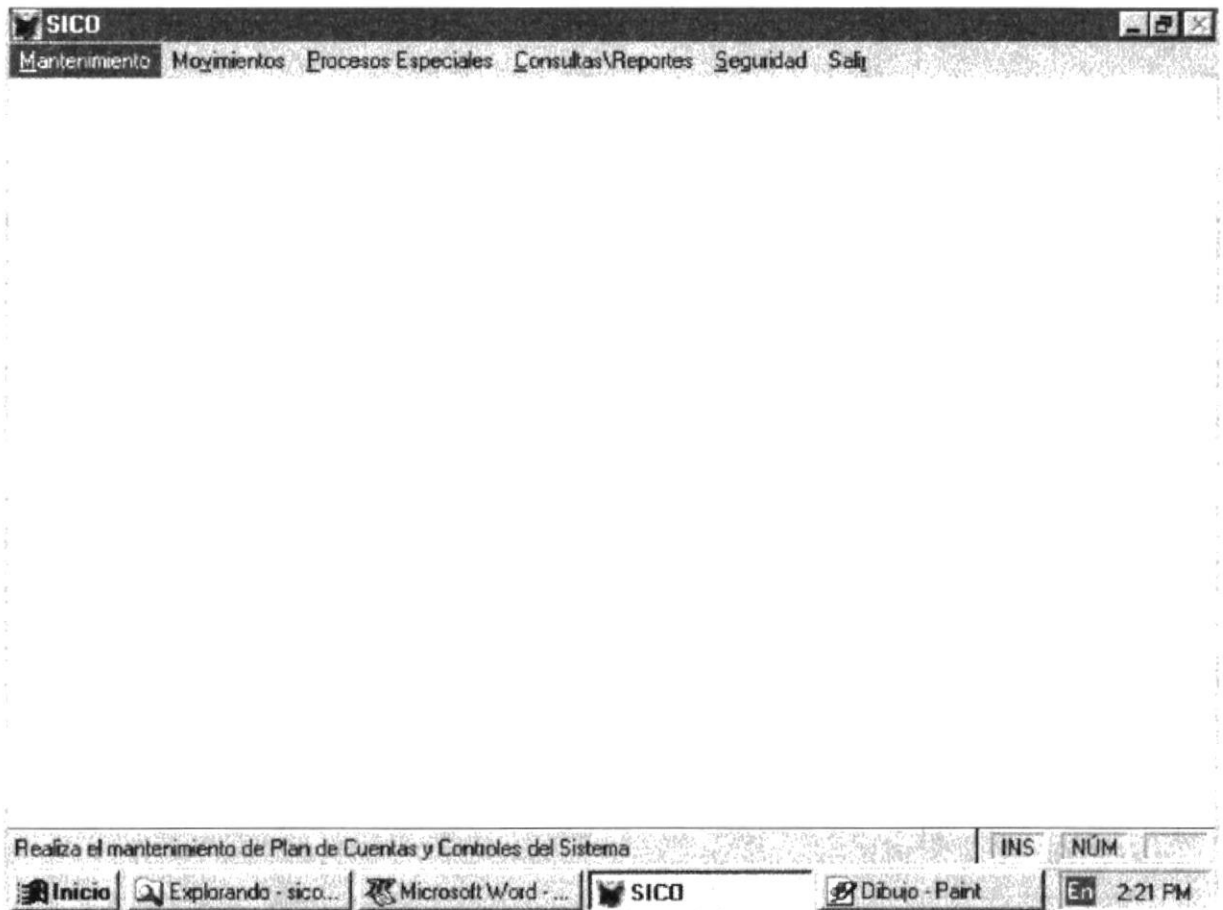 SICO
Mantenimiento Movimientos Procesos Especiales Consultas\Reportes Seguridad Salir
Realiza el mantenimiento de Plan de Cuentas y Controles del Sistema INS NÚM
Inicio Explorando - sico... Microsoft Word - ... SICO Dibujo - Paint En 2:21 PM